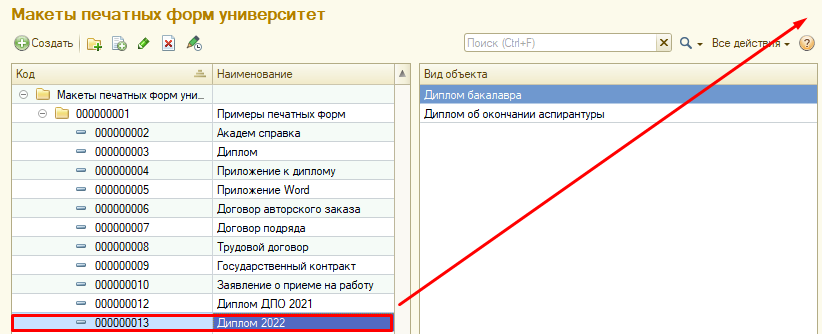 Макеты печатных форм университет
Создать
Поиск (Ctrl+F)
Все действия
Код Наименование
Макеты печатных форм уни...
000000001 Примеры печатных форм
000000002 Академ справка
000000003 Диплом
000000004 Приложение к диплому
000000005 Приложение Word
000000006 Договор авторского заказа
000000007 Договор подряда
000000008 Трудовой договор
000000009 Государственный контракт
000000010 Заявление о приеме на работу
000000012 Диплом ДПО 2021
000000013 Диплом 2022
Вид объекта
Диплом бакалавра
Диплом об окончании аспирантуры